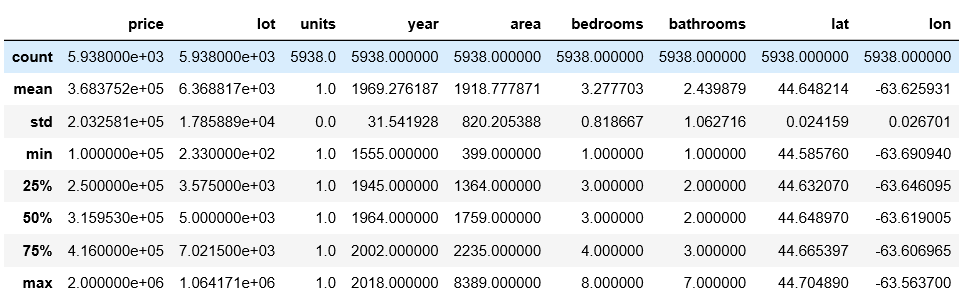 price lot units year area bedrooms bathrooms lat lon
count 5.938000e+03 5.938000e+03 5938.0 5938.000000 5938.000000 5938.000000 5938.000000 5938.000000 5938.000000
mean 3.683752e+05 6.368817e+03 1.0 1969.276187 1918.777871 3.277703 2.439879 44.648214 -63.625931
std 2.032581e+05 1.785889e+04 0.0 31.541928 820.205388 0.818667 1.062716 0.024159 0.026701
min 1.000000e+05 2.330000e+02 1.0 1555.000000 399.000000 1.000000 1.000000 44.585760 -63.690940
25% 2.500000e+05 3.575000e+03 1.0 1945.000000 1364.000000 3.000000 2.000000 44.632070 -63.646095
50% 3.159530e+05 5.000000e+03 1.0 1964.000000 1759.000000 3.000000 2.000000 44.648970 -63.619005
75% 4.160000e+05 7.021500e+03 1.0 2002.000000 2235.000000 4.000000 3.000000 44.665397 -63.606965
max 2.000000e+06 1.064171e+06 1.0 2018.000000 8389.000000 8.000000 7.000000 44.704890 -63.563700